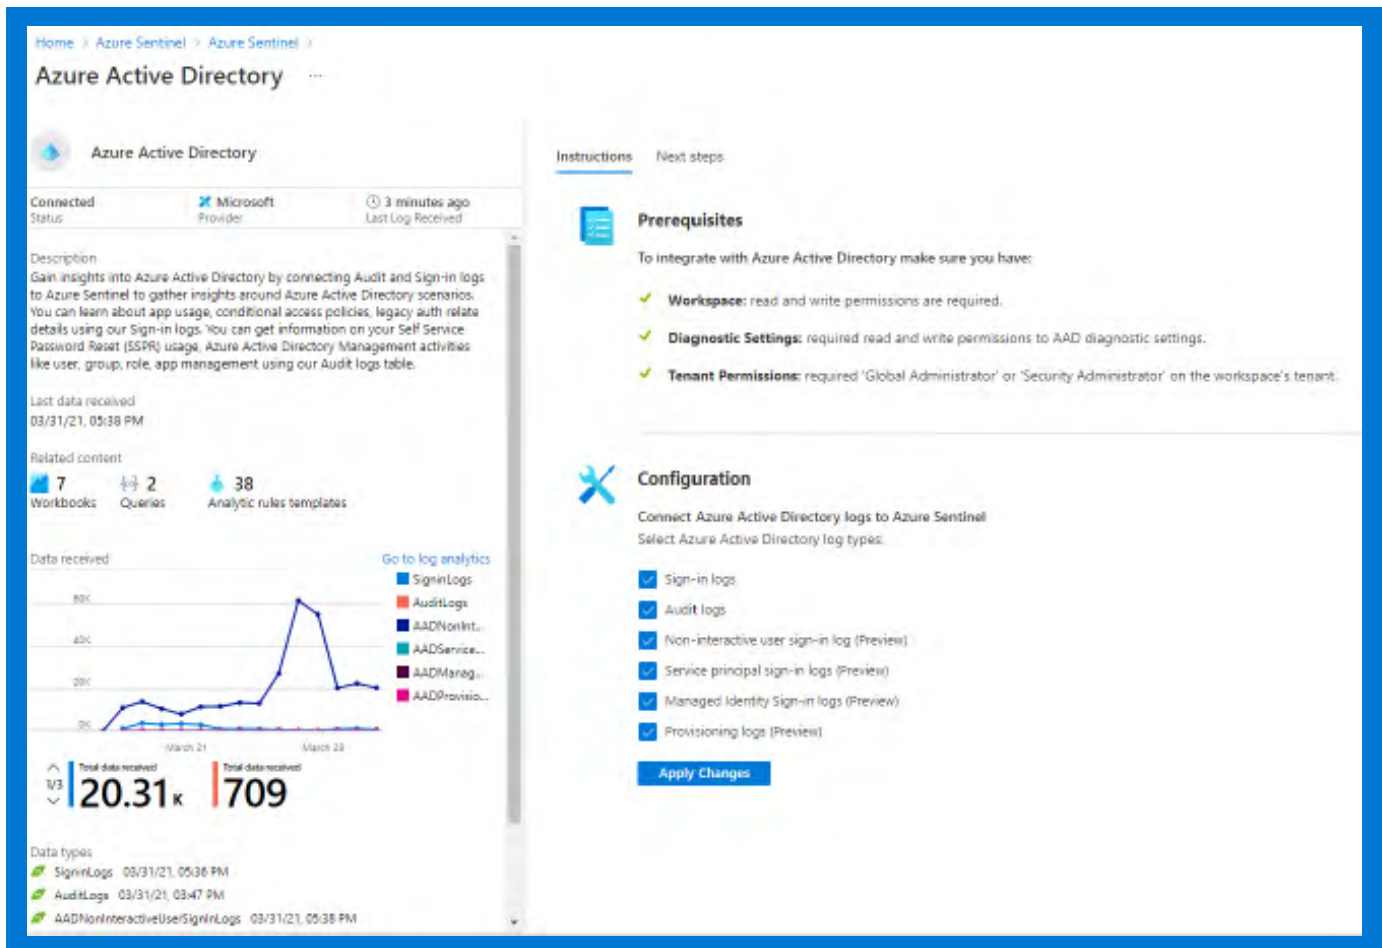 Home > Azure Sentinel > Azure Sentinel >
Azure Active Directory ...
Azure Active Directory
Connected
Status
Microsoft
Provider
3 minutes ago
Last Log Received
Description
Gain insights into Azure Active Directory by connecting Audit and Sign-in logs
to Azure Sentinel to gather insights around Azure Active Directory scenarios.
You can learn about app usage, conditional access policies, legacy auth relate
details using our Sign-in logs. You can get information on your Self Service
Password Reset (SSPR) usage, Azure Active Directory Management activities
like user, group, role, app management using our Audit logs table.
Last data received
03/31/21, 05:38 PM
Related content
7
Workbooks
2
Queries
38
Analytic rules templates
Data received
Go to log analytics
60K
40K
20K
0K
March 21
March 28
SigninLogs
AuditLogs
AADNonInt...
AADService...
AADManag...
AADProvisio...
1/3
Total data received
20.31 K
Total data received
709
Data types
SigninLogs 03/31/21, 05:36 PM
AuditLogs 03/31/21, 03:47 PM
AADNonInteractiveUserSignInLogs 03/31/21, 05:38 PM
Instructions Next steps
Prerequisites
To integrate with Azure Active Directory make sure you have:
Workspace: read and write permissions are required.
Diagnostic Settings: required read and write permissions to AAD diagnostic settings.
Tenant Permissions: required 'Global Administrator' or 'Security Administrator' on the workspace's tenant.
Configuration
Connect Azure Active Directory logs to Azure Sentinel
Select Azure Active Directory log types:
Sign-in logs
Audit logs
Non-interactive user sign-in log (Preview)
Service principal sign-in logs (Preview)
Managed Identity Sign-in logs (Preview)
Provisioning logs (Preview)
Apply Changes